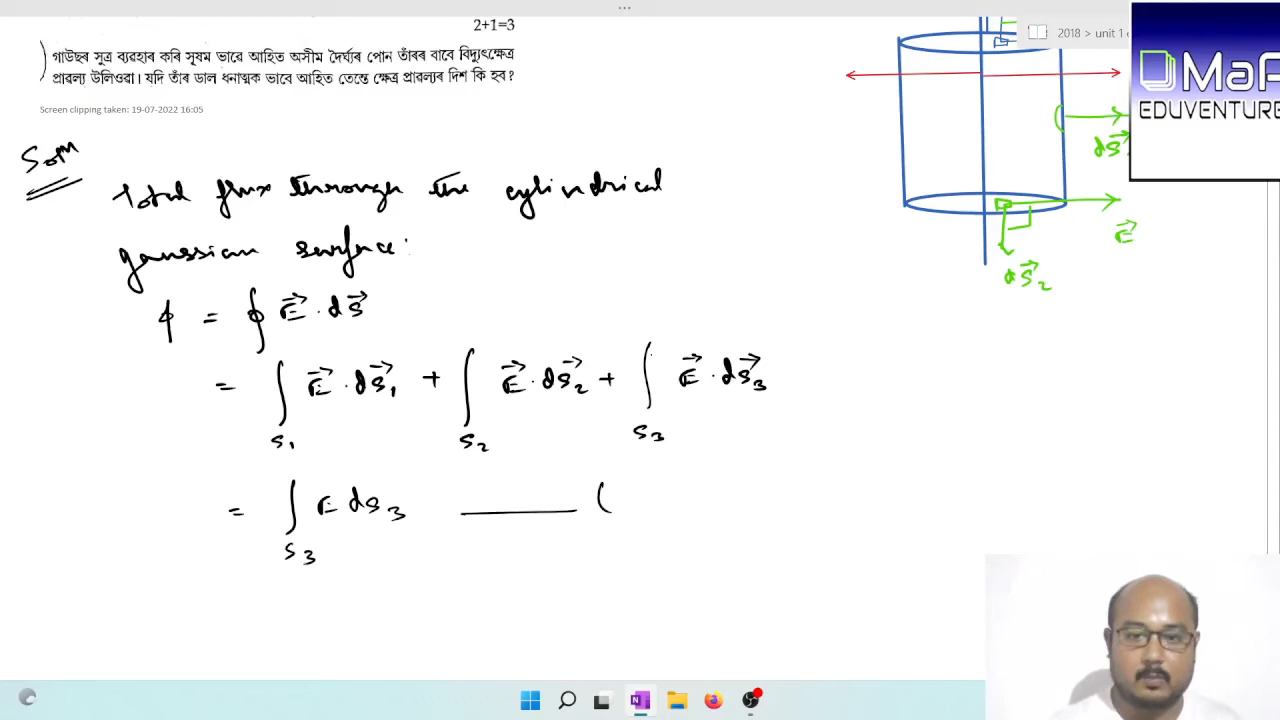 2+1=3
) গাউছৰ সুত্ৰ ব্যৱহাৰ কৰি সূষম ভাবে আহিত অসীম দৈৰ্ঘ্যৰ পোন তাঁৰৰ বাবে বিদ্যুৎক্ষেত্ৰ
প্ৰাবল্য উলিওৱা। যদি তাঁৰ ডাল ধনাত্মক ভাবে আহিত তেন্তে ক্ষেত্ৰ প্ৰাবল্যৰ দিশ কি হব?
Screen clipping taken: 19-07-2022 16:05
Solⁿ
Total flux through the cylindrical
gaussian surface:
ϕ = ∮ E⃗ · dS⃗
= ∫S₁ E⃗ · dS⃗₁ + ∫S₂ E⃗ · dS⃗₂ + ∫S₃ E⃗ · dS⃗₃
= ∫S₃ E dS₃ ——— (
2018 > unit 1
MaP
EDUVENTURE
dS⃗
E⃗
dS⃗₂